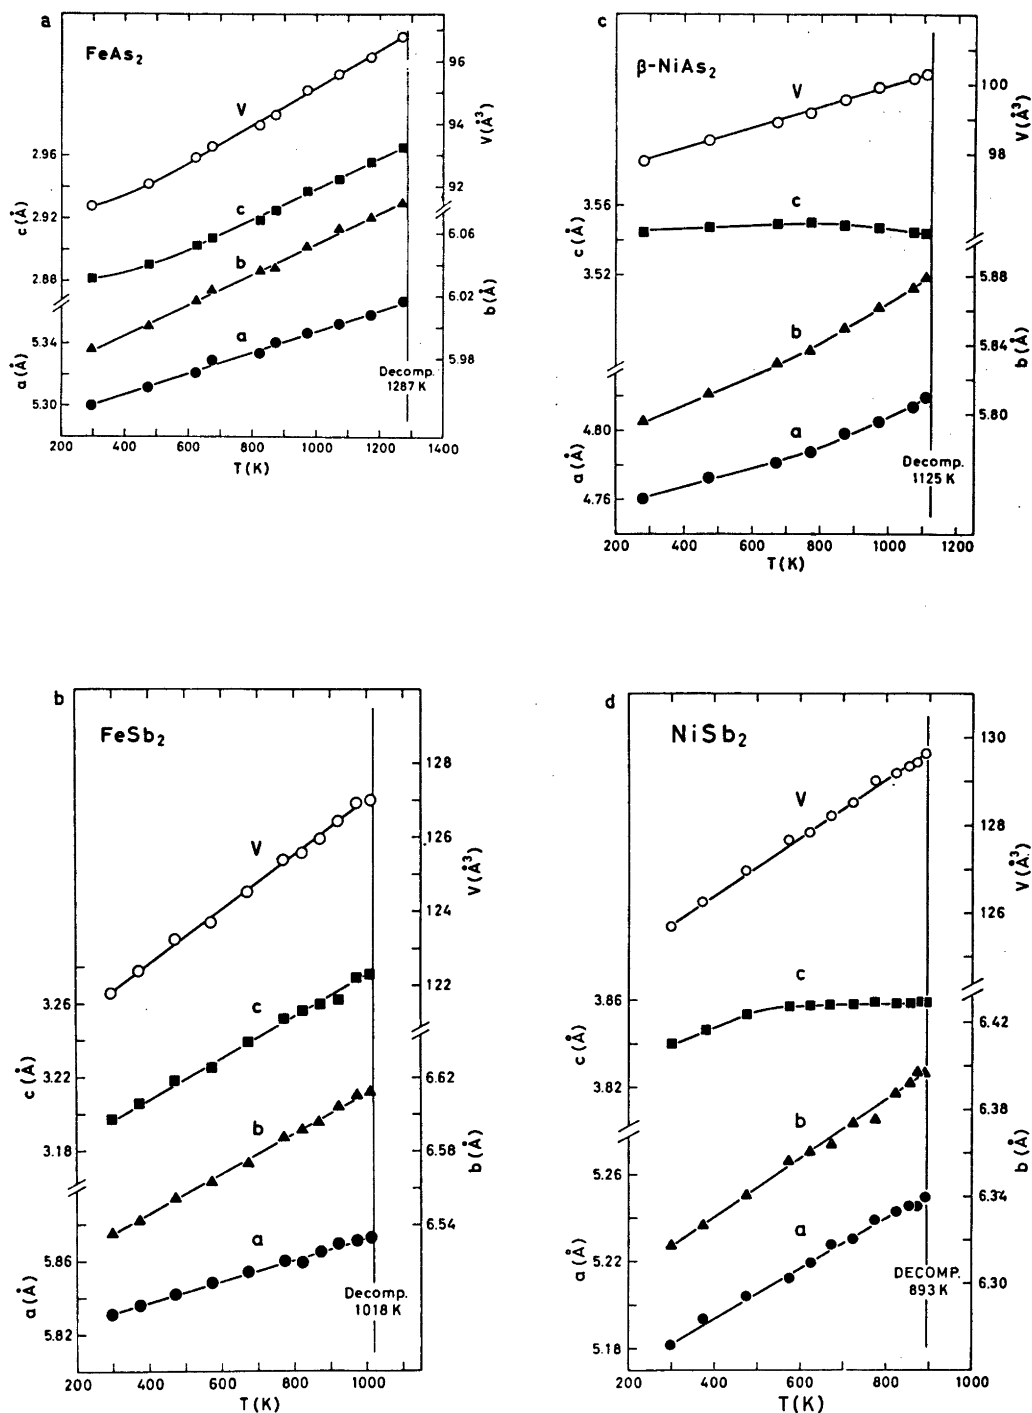 a
FeAs2
V
c
b
a
c (Å)
2.96
2.92
2.88
a (Å)
5.34
5.30
V (Å3)
96
94
92
b (Å)
6.06
6.02
5.98
Decomp.
1287 K
200 400 600 800 1000 1200 1400
T (K)
c
β-NiAs2
V
c
b
a
c (Å)
3.56
3.52
a (Å)
4.80
4.76
V (Å3)
100
98
b (Å)
5.88
5.84
5.80
Decomp.
1125 K
200 400 600 800 1000 1200
T (K)
b
FeSb2
V
c
b
a
c (Å)
3.26
3.22
3.18
a (Å)
5.86
5.82
V (Å3)
128
126
124
122
b (Å)
6.62
6.58
6.54
Decomp.
1018 K
200 400 600 800 1000
T (K)
d
NiSb2
V
c
b
a
c (Å)
3.86
3.82
a (Å)
5.26
5.22
5.18
V (Å3)
130
128
126
b (Å)
6.42
6.38
6.34
6.30
DECOMP.
893 K
200 400 600 800 1000
T (K)